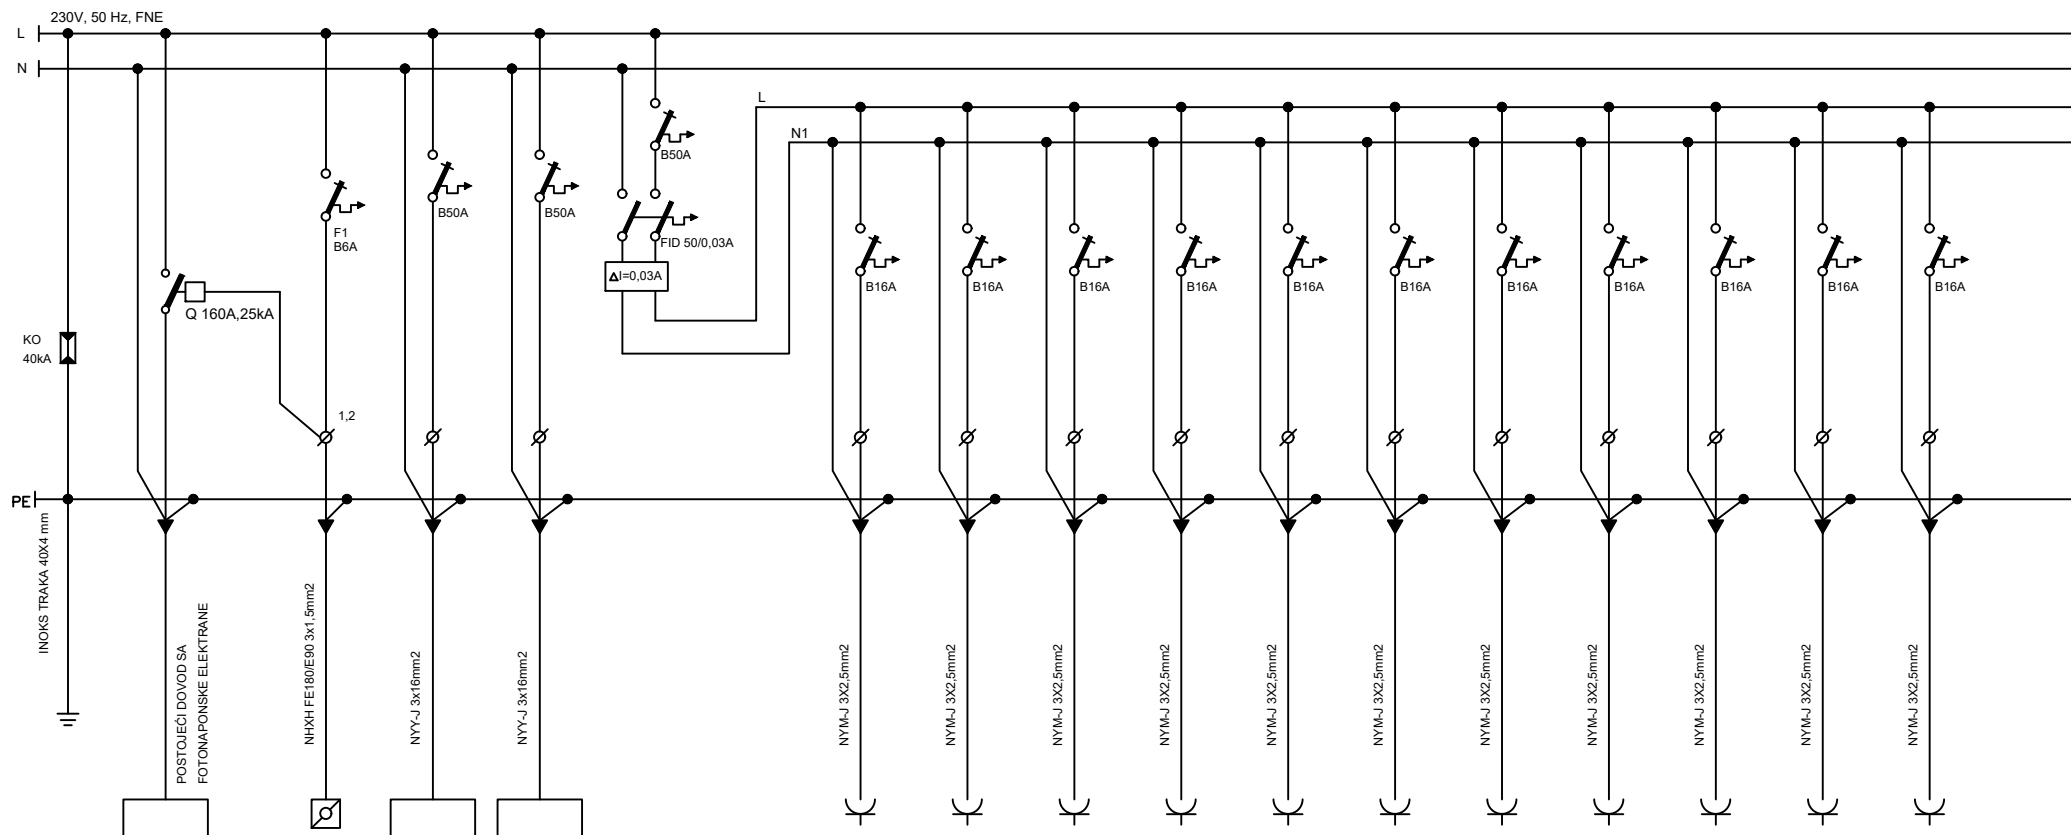 230V, 50 Hz, FNE
L
N
L
N1
B50A
B50A
B50A
F1
B6A
FID 50/0,03A
ΔI=0,03A
Q 160A,25kA
B16A
B16A
B16A
B16A
B16A
B16A
B16A
B16A
B16A
B16A
B16A
KO
40kA
1,2
PE
INOKS TRAKA 40X4 mm
POSTOJEĆI DOVOD SA
FOTONAPONSKE ELEKTRANE
NHXH FE180/E90 3x1,5mm2
NYY-J 3x16mm2
NYY-J 3x16mm2
NYM-J 3X2,5mm2
NYM-J 3X2,5mm2
NYM-J 3X2,5mm2
NYM-J 3X2,5mm2
NYM-J 3X2,5mm2
NYM-J 3X2,5mm2
NYM-J 3X2,5mm2
NYM-J 3X2,5mm2
NYM-J 3X2,5mm2
NYM-J 3X2,5mm2
NYM-J 3X2,5mm2